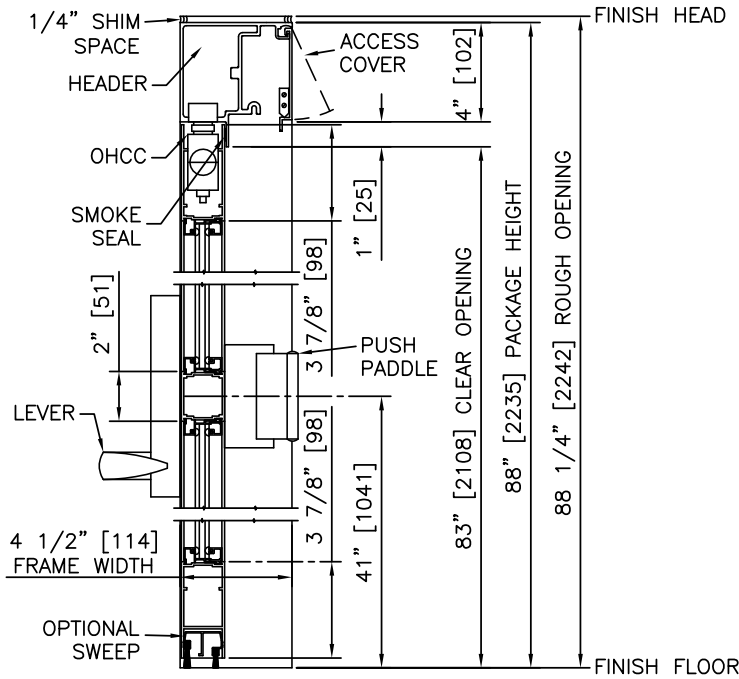 1/4" SHIM
SPACE
HEADER
OHCC
SMOKE
SEAL
2" [51]
LEVER
4 1/2" [114]
FRAME WIDTH
OPTIONAL
SWEEP
ACCESS
COVER
4" [102]
1" [25]
3 7/8" [98]
PUSH
PADDLE
3 7/8" [98]
41" [1041]
83" [2108] CLEAR OPENING
88" [2235] PACKAGE HEIGHT
88 1/4" [2242] ROUGH OPENING
FINISH HEAD
FINISH FLOOR